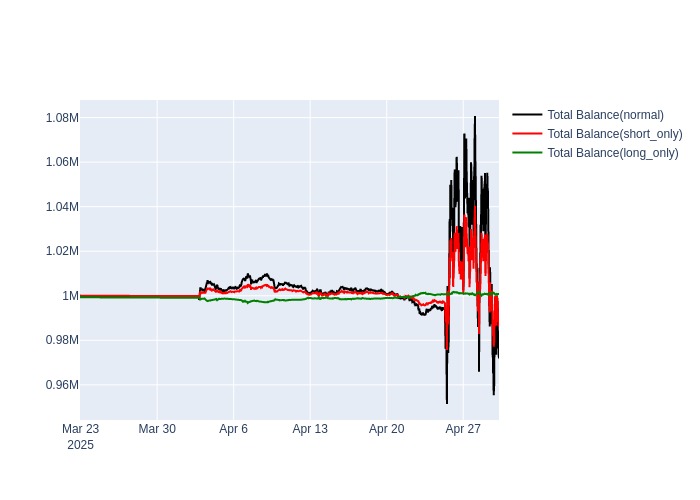 1.08M
1.06M
1.04M
1.02M
1M
0.98M
0.96M
Mar 23
2025
Mar 30
Apr 6
Apr 13
Apr 20
Apr 27
Total Balance(normal)
Total Balance(short_only)
Total Balance(long_only)